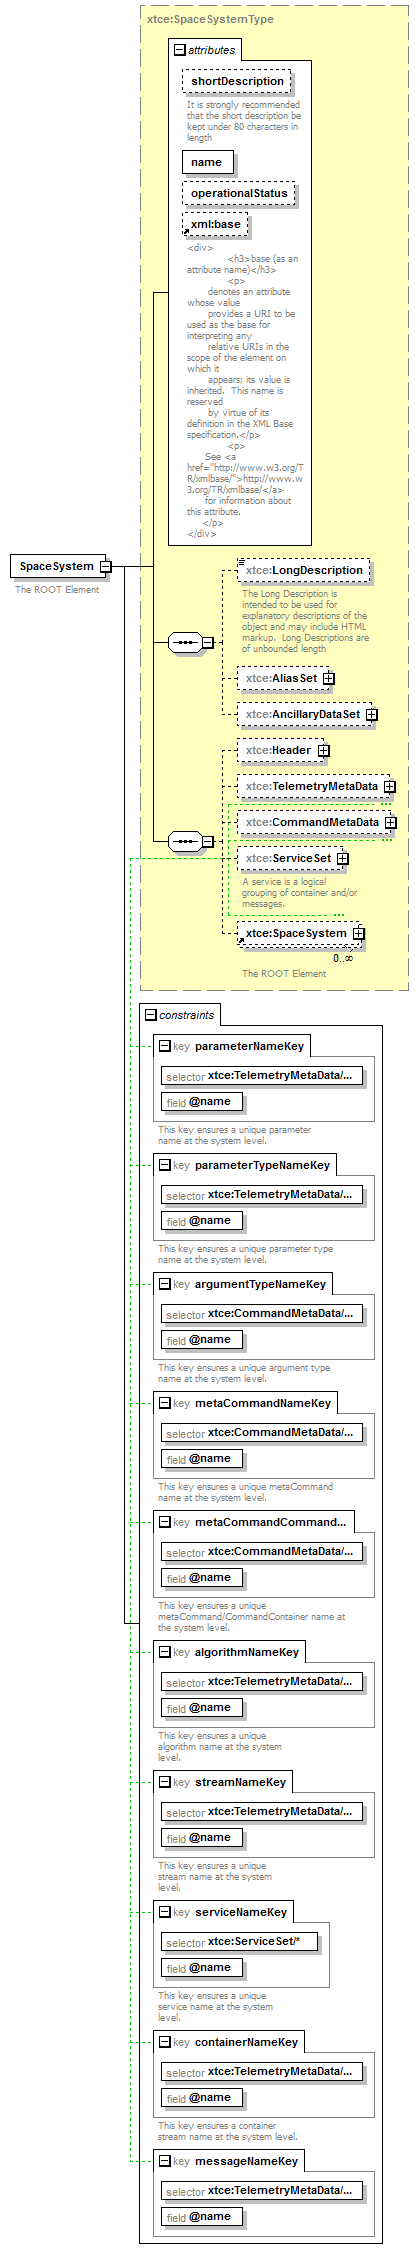 xtce:SpaceSystemType
attributes
shortDescription
It is strongly recommended
that the short description be
kept under 80 characters in
length
name
operationalStatus
xml:base
<div>
<h3>base (as an
attribute name)</h3>
<p>
denotes an attribute
whose value
provides a URI to be
used as the base for
interpreting any
relative URIs in the
scope of the element on
which it
appears; its value is
inherited.  This name is
reserved
by virtue of its
definition in the XML Base
specification.</p>
<p>
See <a
href="http://www.w3.org/T
R/xmlbase/">http://www.w
3.org/TR/xmlbase/</a>
for information about
this attribute.
</p>
</div>
SpaceSystem
The ROOT Element
xtce:LongDescription
The Long Description is
intended to be used for
explanatory descriptions of the
object and may include HTML
markup.  Long Descriptions are
of unbounded length
xtce:AliasSet
xtce:AncillaryDataSet
xtce:Header
xtce:TelemetryMetaData
xtce:CommandMetaData
xtce:ServiceSet
A service is a logical
grouping of container and/or
messages.
xtce:SpaceSystem
0..∞
The ROOT Element
constraints
key parameterNameKey
selector xtce:TelemetryMetaData/...
field @name
This key ensures a unique parameter
name at the system level.
key parameterTypeNameKey
selector xtce:TelemetryMetaData/...
field @name
This key ensures a unique parameter type
name at the system level.
key argumentTypeNameKey
selector xtce:CommandMetaData/...
field @name
This key ensures a unique argument type
name at the system level.
key metaCommandNameKey
selector xtce:CommandMetaData/...
field @name
This key ensures a unique metaCommand
name at the system level.
key metaCommandCommand...
selector xtce:CommandMetaData/...
field @name
This key ensures a unique
metaCommand/CommandContainer name at
the system level.
key algorithmNameKey
selector xtce:TelemetryMetaData/...
field @name
This key ensures a unique
algorithm name at the system
level.
key streamNameKey
selector xtce:TelemetryMetaData/...
field @name
This key ensures a unique
stream name at the system
level.
key serviceNameKey
selector xtce:ServiceSet/*
field @name
This key ensures a unique
service name at the system
level.
key containerNameKey
selector xtce:TelemetryMetaData/...
field @name
This key ensures a container
stream name at the system level.
key messageNameKey
selector xtce:TelemetryMetaData/...
field @name